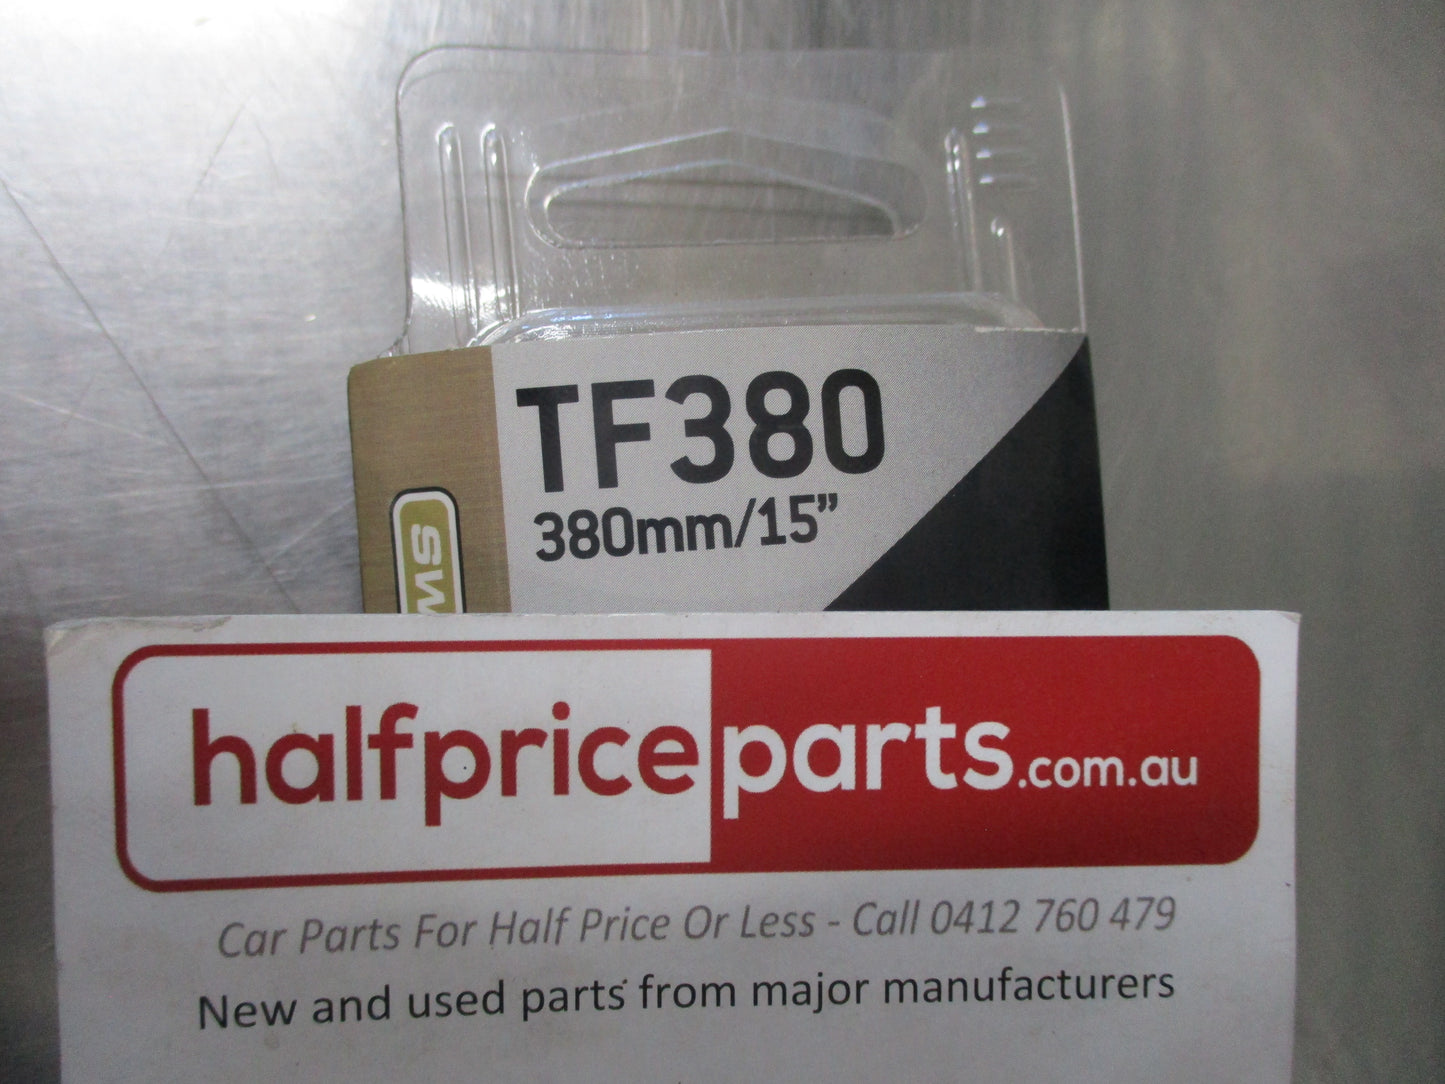 TF380
380mm/15”
halfpriceparts.com.au
Car Parts For Half Price Or Less - Call 0412 760 479
New and used parts from major manufacturers